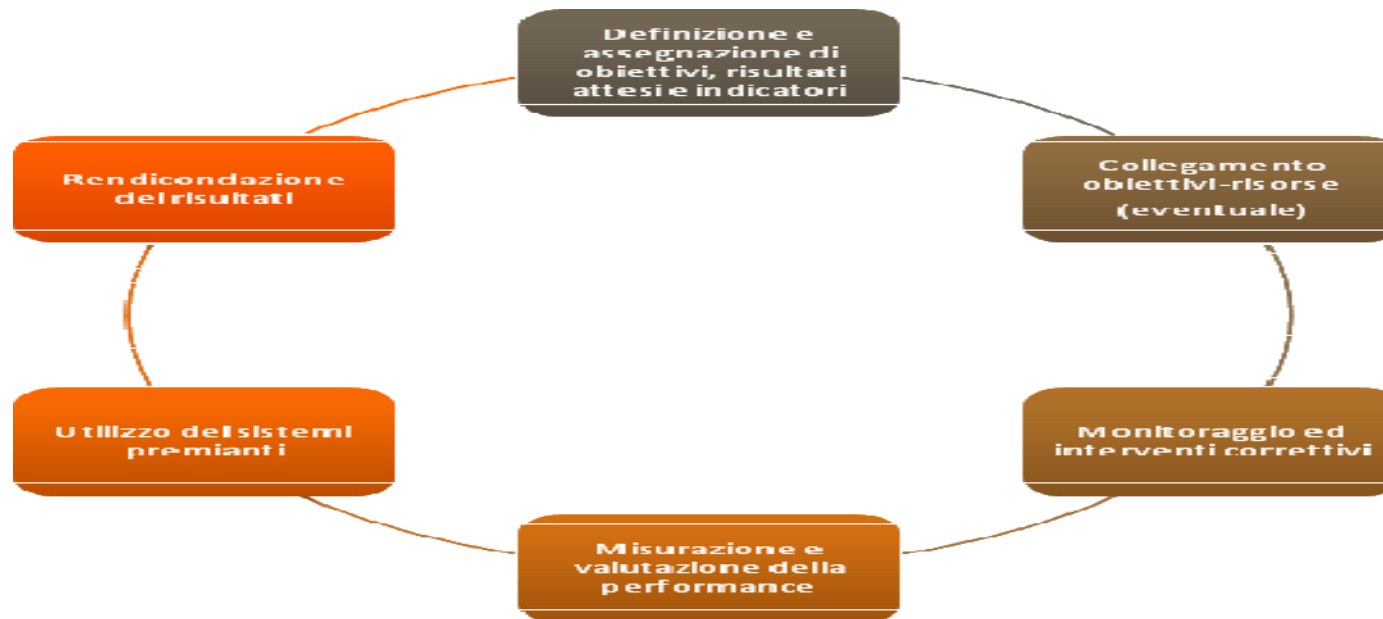 Definizione e
assegnazione di
obiettivi, risultati
attesi e indicatori
Collegamento
obiettivi-risorse
(eventuale)
Monitoraggio ed
interventi correttivi
Misurazione e
valutazione della
performance
Utilizzo dei sistemi
premianti
Rendicondazione
dei risultati